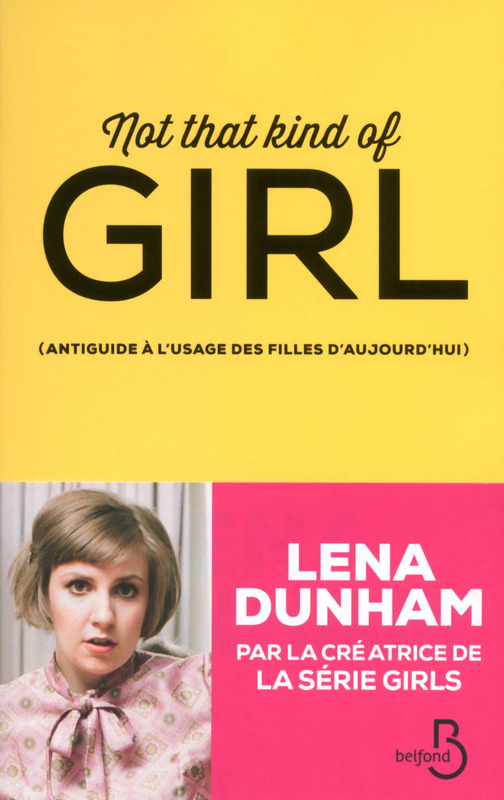 Not that kind of
GIRL
(ANTIGUIDE À L'USAGE DES FILLES D'AUJOURD'HUI)
LENA
DUNHAM
PAR LA CRÉATRICE DE
LA SÉRIE GIRLS
B
belfond